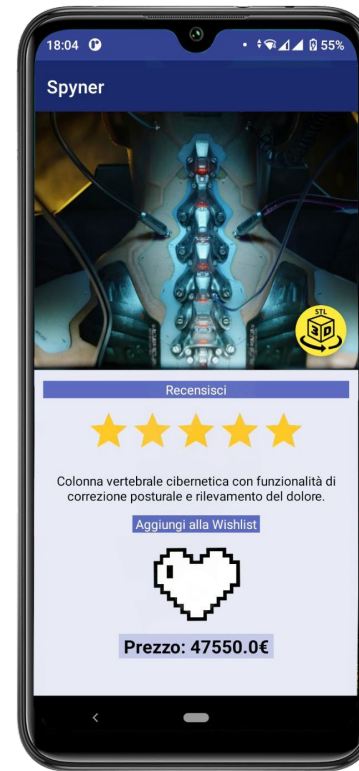 18:04
55%
Spyner
STL
3D
Recensisci
Colonna vertebrale cibernetica con funzionalità di
correzione posturale e rilevamento del dolore.
Aggiungi alla Wishlist
Prezzo: 47550.0€